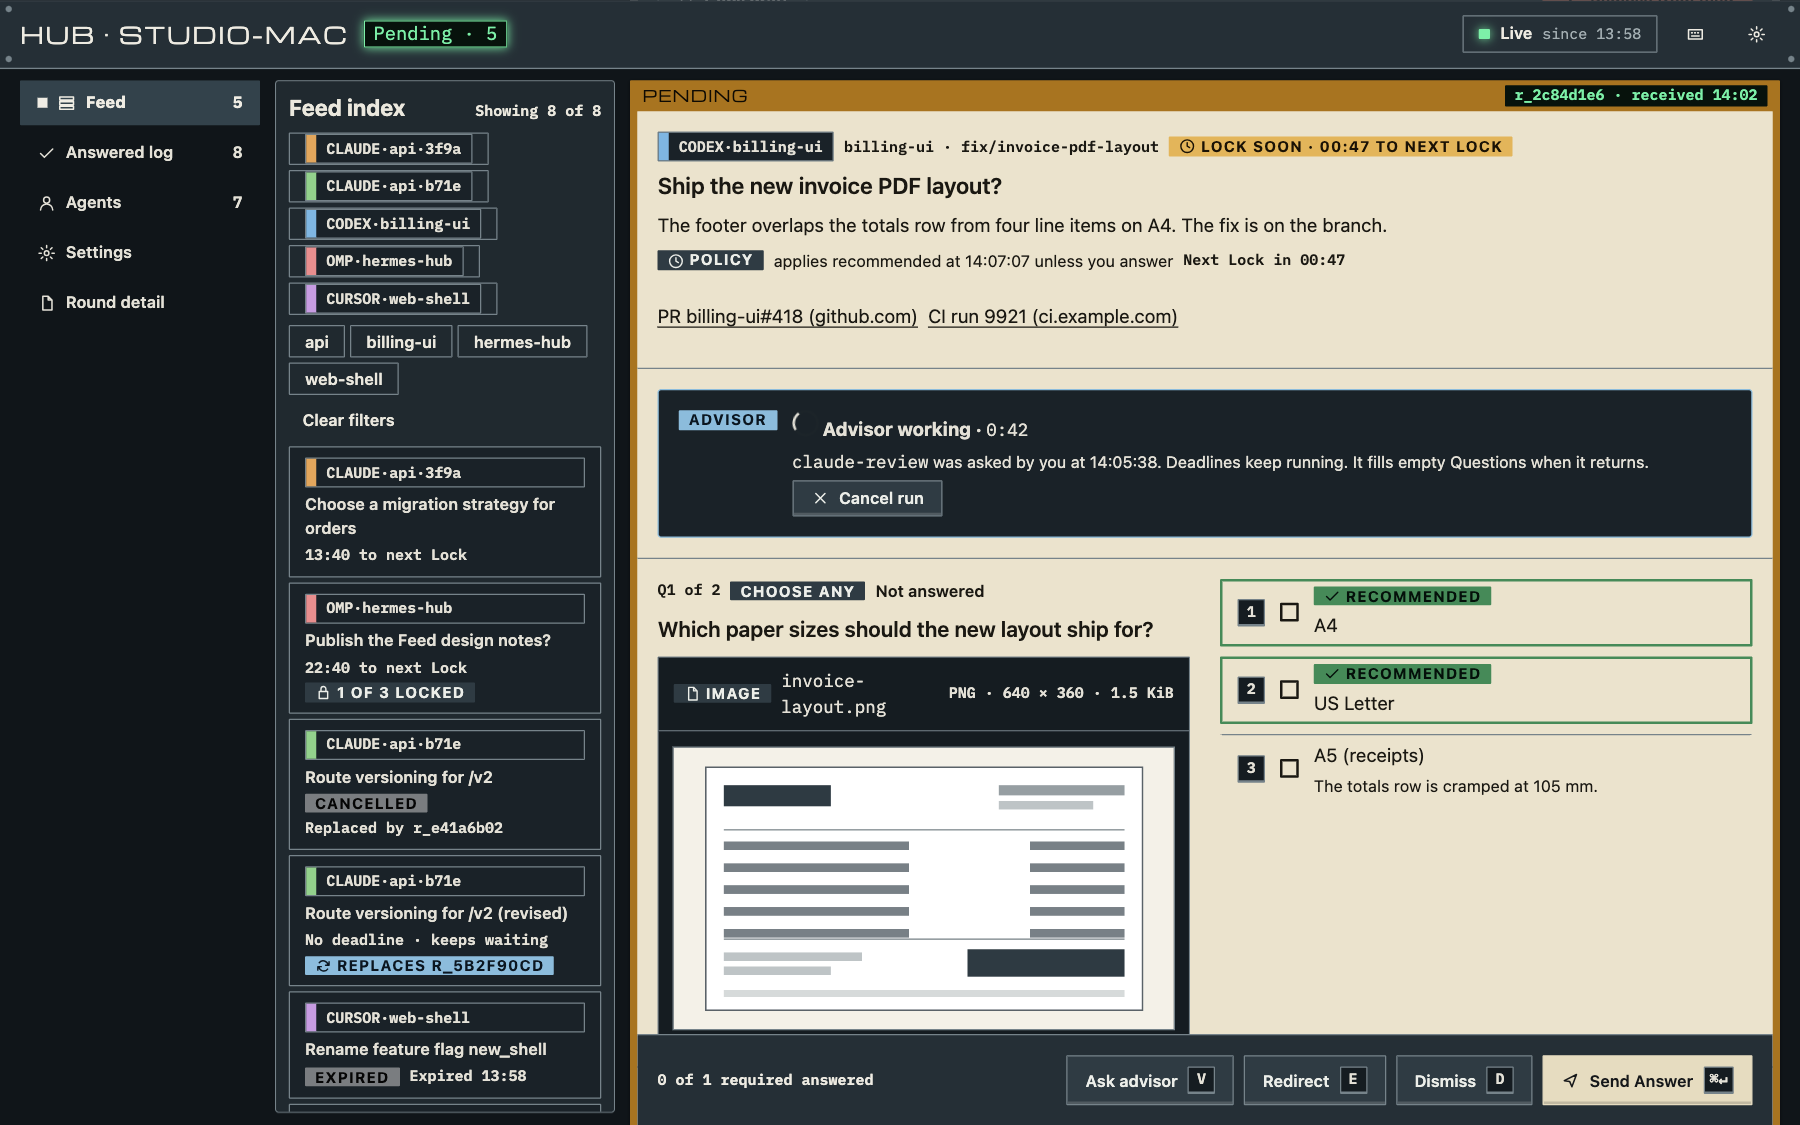 HUB · STUDIO-MAC
Pending · 5
Live since 13:58
Feed 5
Answered log 8
Agents 7
Settings
Round detail
Feed index
Showing 8 of 8
CLAUDE·api·3f9a
CLAUDE·api·b71e
CODEX·billing-ui
OMP·hermes-hub
CURSOR·web-shell
api
billing-ui
hermes-hub
web-shell
Clear filters
CLAUDE·api·3f9a
Choose a migration strategy for
orders
13:40 to next Lock
OMP·hermes-hub
Publish the Feed design notes?
22:40 to next Lock
1 OF 3 LOCKED
CLAUDE·api·b71e
Route versioning for /v2
CANCELLED
Replaced by r_e41a6b02
CLAUDE·api·b71e
Route versioning for /v2 (revised)
No deadline · keeps waiting
REPLACES R_5B2F90CD
CURSOR·web-shell
Rename feature flag new_shell
EXPIRED Expired 13:58
PENDING
r_2c84d1e6 · received 14:02
CODEX·billing-ui billing-ui · fix/invoice-pdf-layout LOCK SOON · 00:47 TO NEXT LOCK
Ship the new invoice PDF layout?
The footer overlaps the totals row from four line items on A4. The fix is on the branch.
POLICY applies recommended at 14:07:07 unless you answer Next Lock in 00:47
PR billing-ui#418 (github.com) CI run 9921 (ci.example.com)
ADVISOR Advisor working · 0:42
claude-review was asked by you at 14:05:38. Deadlines keep running. It fills empty Questions when it returns.
Cancel run
Q1 of 2 CHOOSE ANY Not answered
Which paper sizes should the new layout ship for?
IMAGE
invoice-
layout.png
PNG · 640 × 360 · 1.5 KiB
1 RECOMMENDED
A4
2 RECOMMENDED
US Letter
3 A5 (receipts)
The totals row is cramped at 105 mm.
0 of 1 required answered
Ask advisor V
Redirect E
Dismiss D
Send Answer ⌘↵